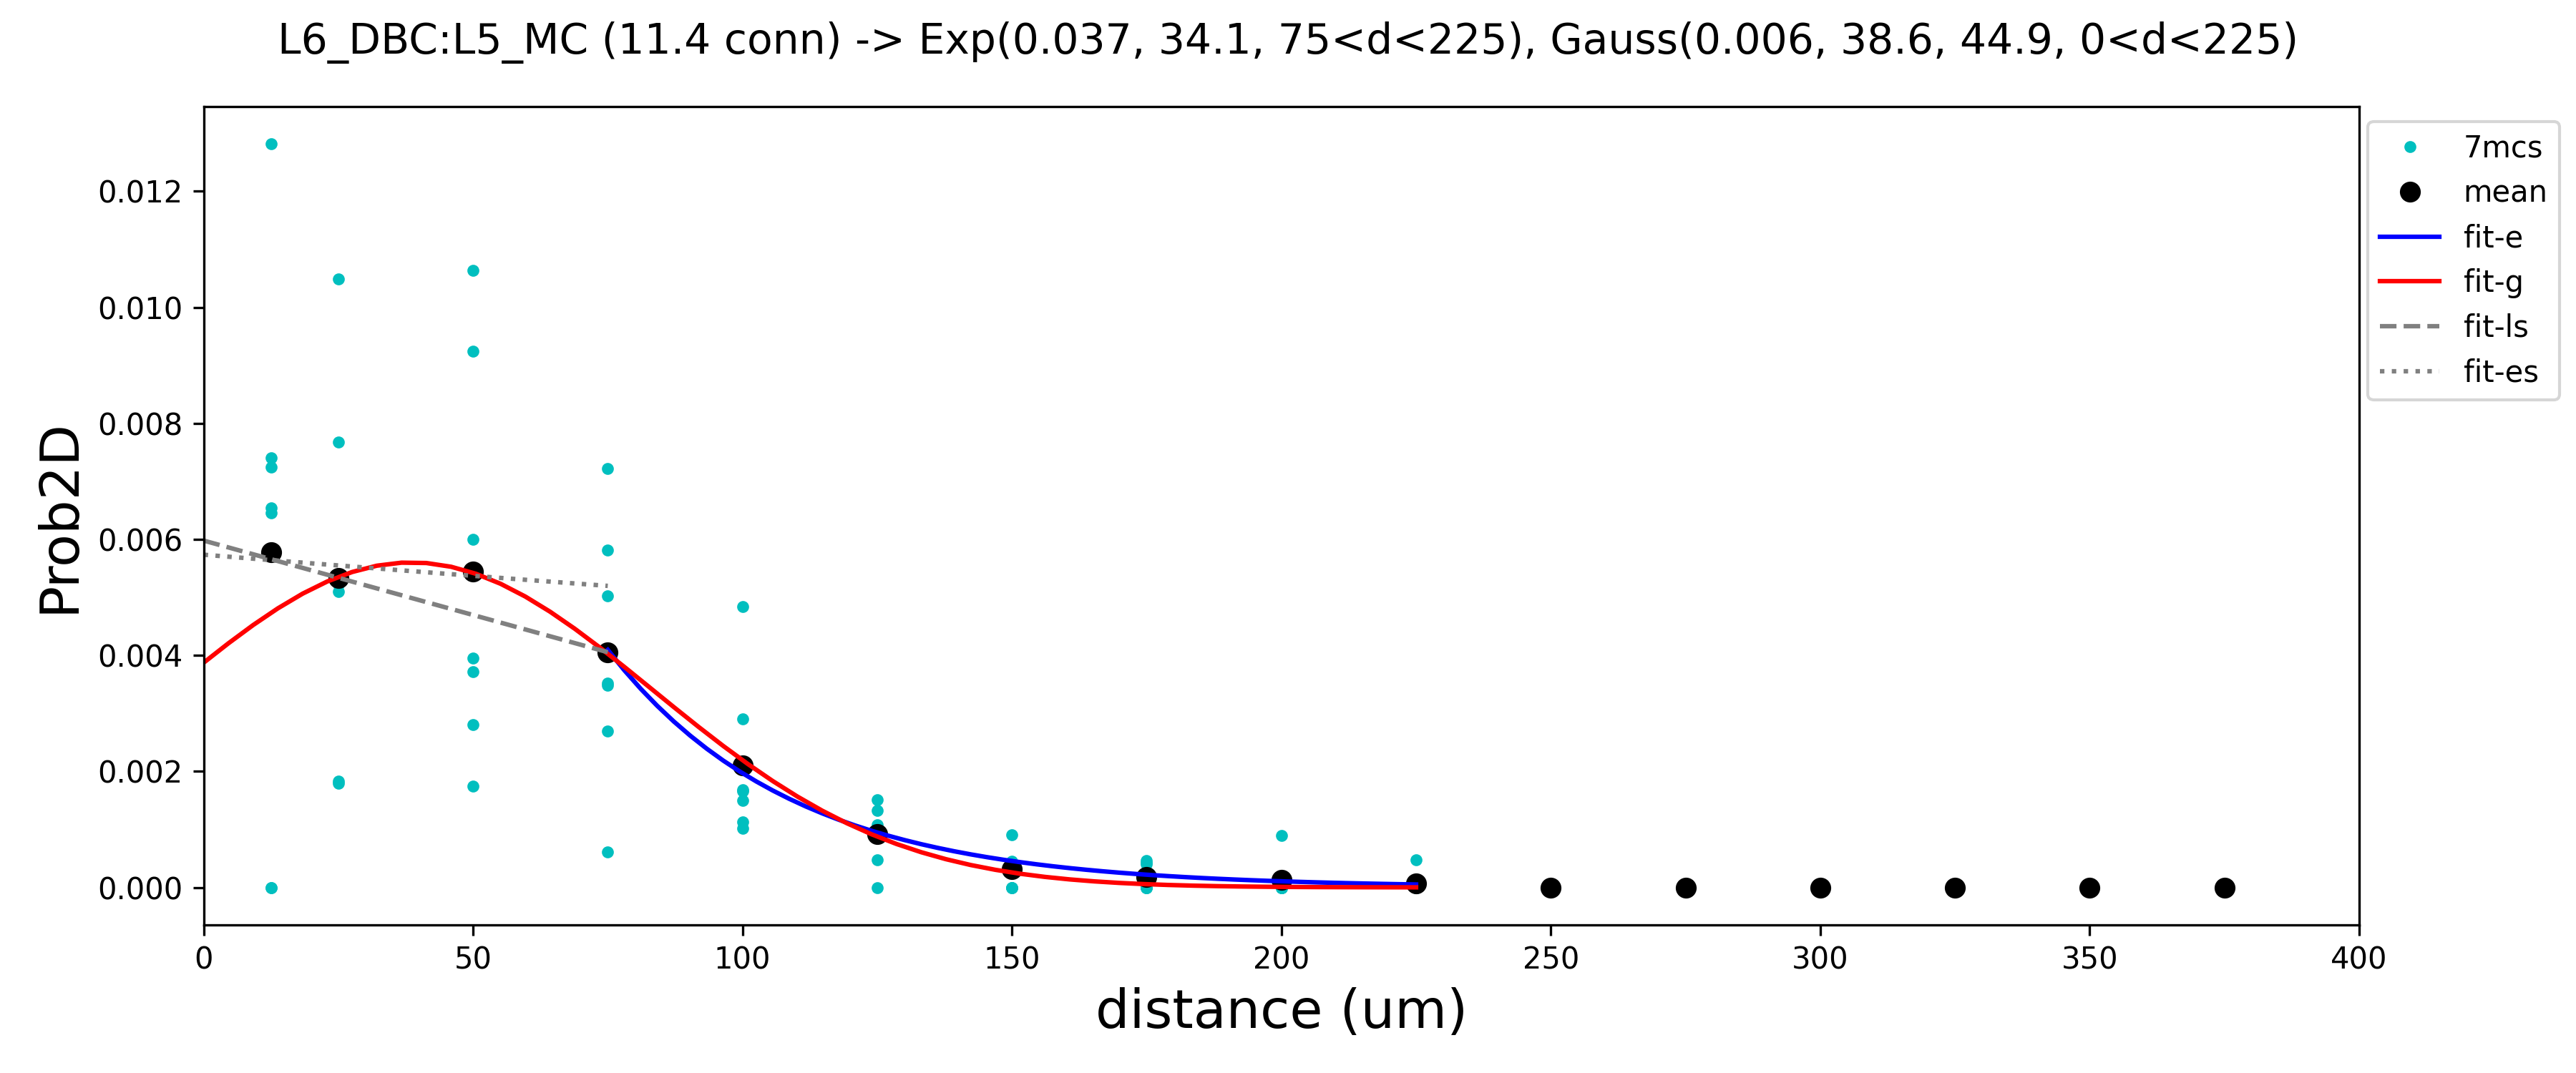 L6_DBC:L5_MC (11.4 conn) -> Exp(0.037, 34.1, 75<d<225), Gauss(0.006, 38.6, 44.9, 0<d<225)
7mcs
mean
fit-e
fit-g
fit-ls
fit-es
Prob2D
0.012
0.010
0.008
0.006
0.004
0.002
0.000
0 50 100 150 200 250 300 350 400
distance (um)